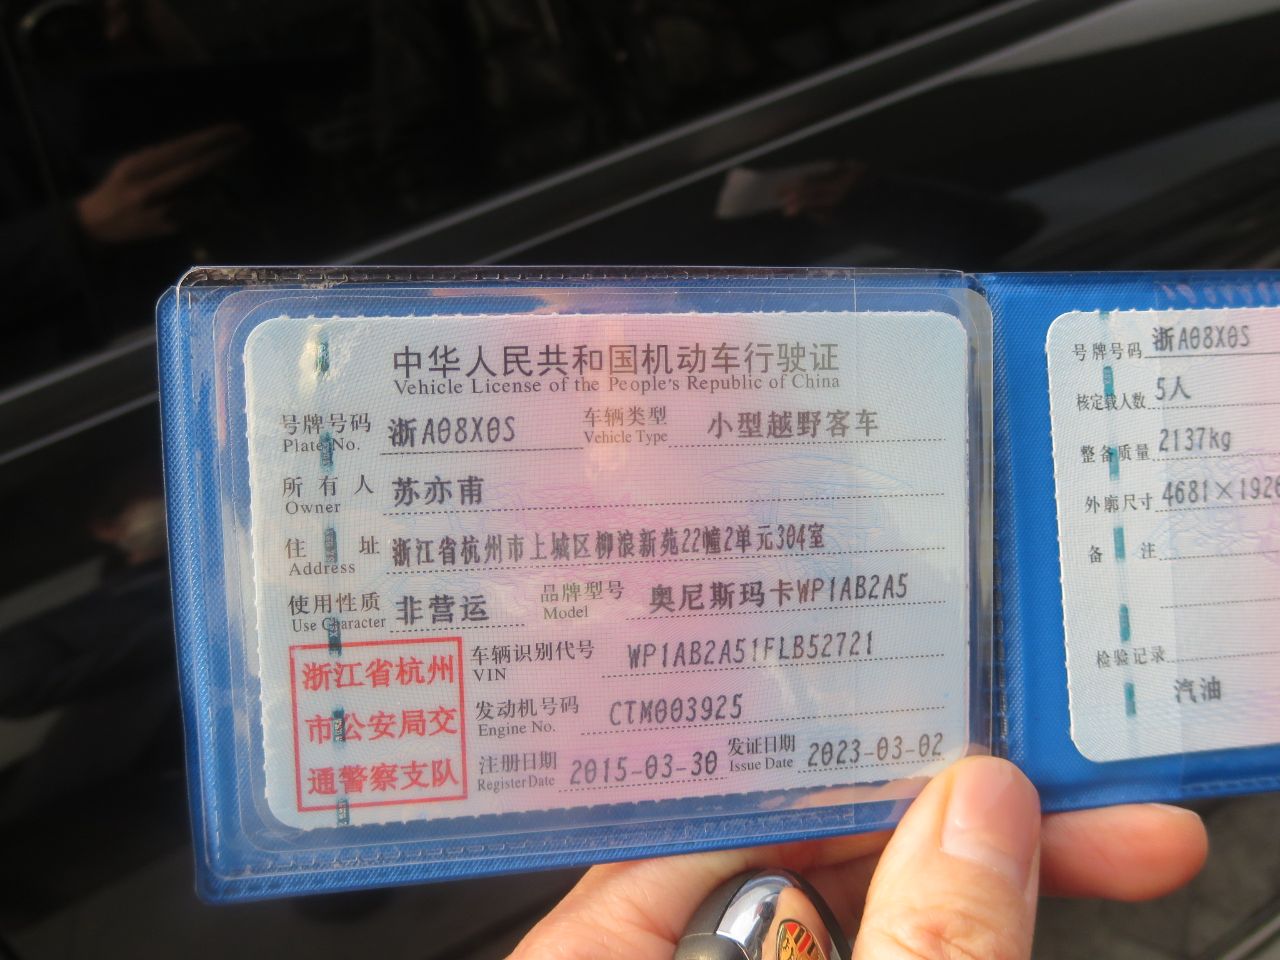 中华人民共和国机动车行驶证
Vehicle License of the People's Republic of China
号牌号码 浙A08X0S 车辆类型 小型越野客车
Plate No. Vehicle Type
所有人 苏亦甫
Owner
住址 浙江省杭州市上城区柳浪新苑22幢2单元304室
Address
使用性质 非营运 品牌型号 奥尼斯玛卡WP1AB2A5
Use Character Model
浙江省杭州
市公安局交
通警察支队
车辆识别代号 WP1AB2A51FLB52721
VIN
发动机号码 CTM003925
Engine No.
注册日期 2015-03-30 发证日期 2023-03-02
Register Date Issue Date
号牌号码 浙A08X0S
核定载人数 5人
整备质量 2137kg
外廓尺寸 4681×1926
备注
检验记录
汽油